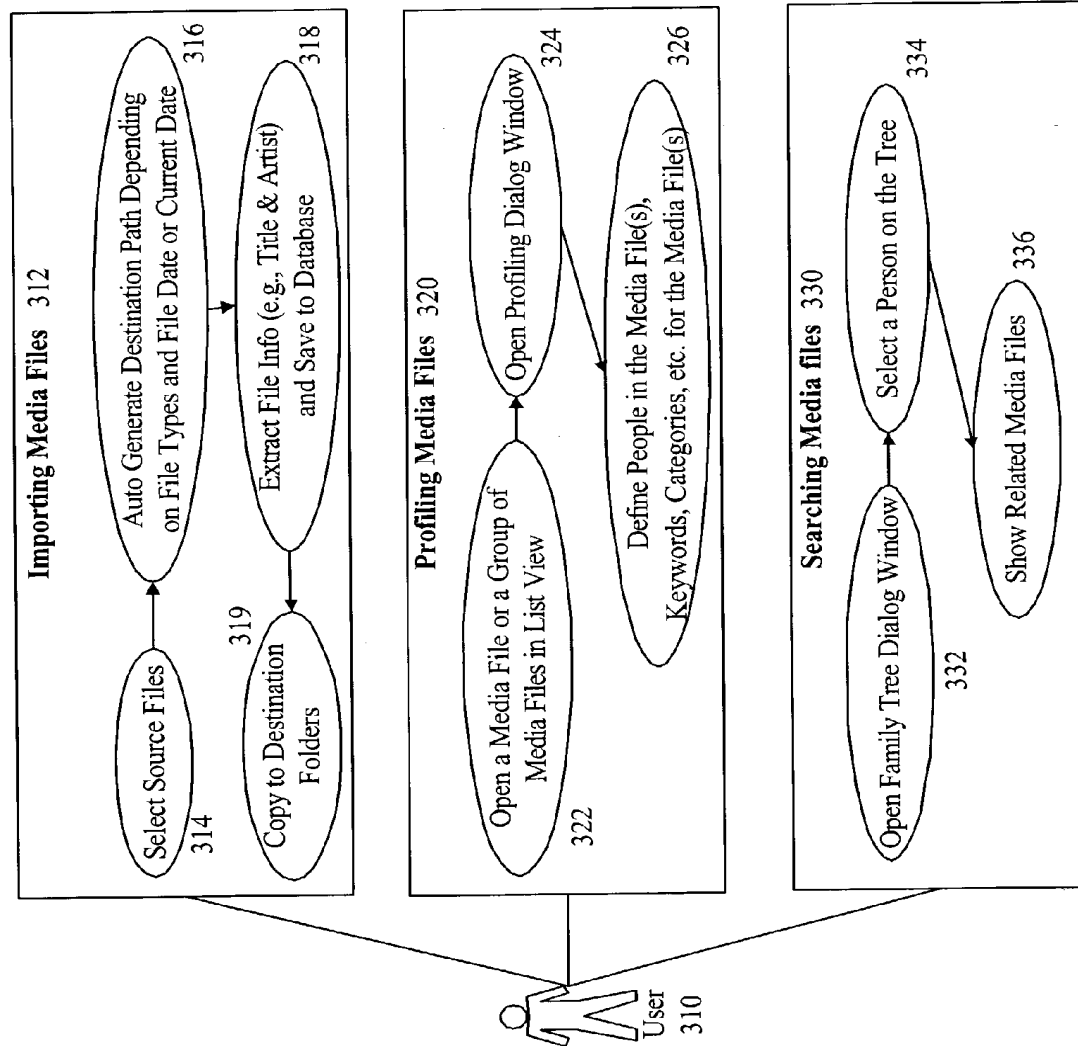 Importing Media Files 312
Select Source Files
314
Auto Generate Destination Path Depending
on File Types and File Date or Current Date
316
Extract File Info (e.g., Title & Artist)
and Save to Database
318
319
Copy to Destination
Folders
Profiling Media Files 320
Open a Media File or a Group of
Media Files in List View
322
Open Profiling Dialog Window
324
Define People in the Media File(s),
Keywords, Categories, etc. for the Media File(s)
326
Searching Media files 330
Open Family Tree Dialog Window
332
Select a Person on the Tree
334
Show Related Media Files
336
User
310